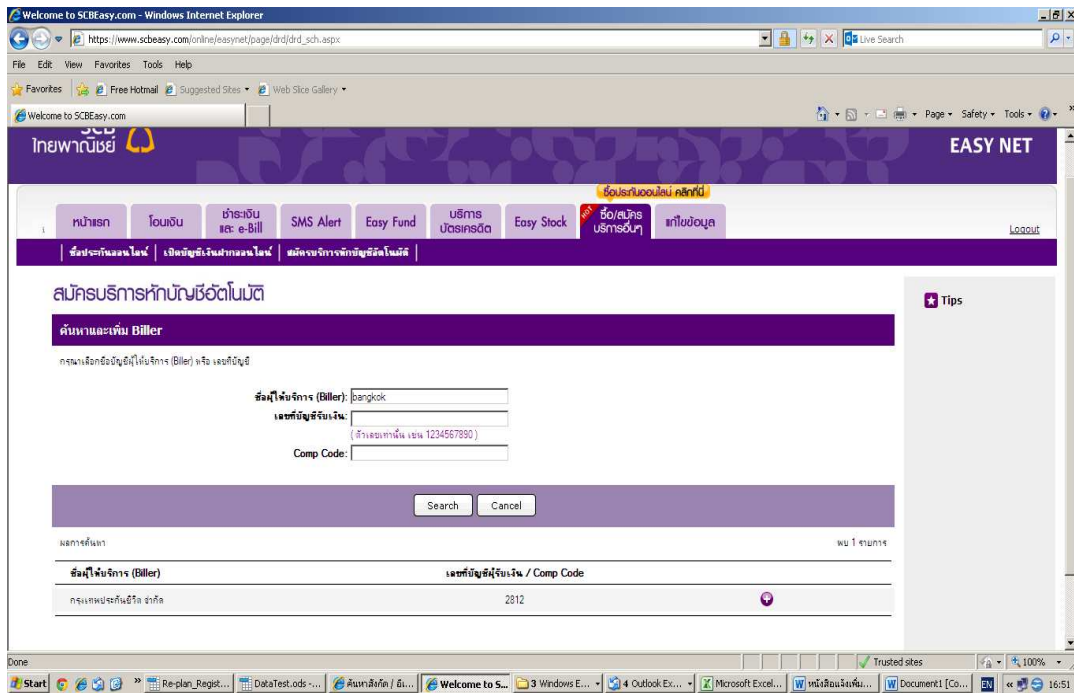 Welcome to SCBEasy.com - Windows Internet Explorer
https://www.scbeasy.com/online/easynet/page/drd/drd_sch.aspx
Live Search
File Edit View Favorites Tools Help
Favorites Free Hotmail Suggested Sites Web Slice Gallery
Welcome to SCBEasy.com
Page Safety Tools
SCB
ไทยพาณิชย์
EASY NET
ซื้อประกันออนไลน์ คลิกที่นี่
หน้าแรก โอนเงิน ชำระเงิน และ e-Bill SMS Alert Easy Fund บริการ บัตรเครดิต Easy Stock HOT ซื้อ/สมัคร บริการอื่นๆ แก้ไขข้อมูล
Logout
ซื้อประกันออนไลน์ | เปิดบัญชีเงินฝากออนไลน์ | สมัครบริการหักบัญชีอัตโนมัติ |
สมัครบริการหักบัญชีอัตโนมัติ
Tips
ค้นหาและเพิ่ม Biller
กรุณาเลือกชื่อบัญชีผู้ให้บริการ (Biller) หรือ เลขที่บัญชี
ชื่อผู้ให้บริการ (Biller): bangkok
เลขที่บัญชีรับเงิน:
( ตัวเลขเท่านั้น เช่น 1234567890 )
Comp Code:
Search Cancel
ผลการค้นหา พบ 1 รายการ
ชื่อผู้ให้บริการ (Biller) เลขที่บัญชีผู้รับเงิน / Comp Code
กรุงเทพประกันชีวิต จำกัด 2812
Done Trusted sites 100%
Start Re-plan_Regist... DataTest.ods -... Welcome to S... 3 Windows E... 4 Outlook Ex... Microsoft Excel... หนังสือแจ้งเพิ่ม... Document1 [Co... EN 16:51